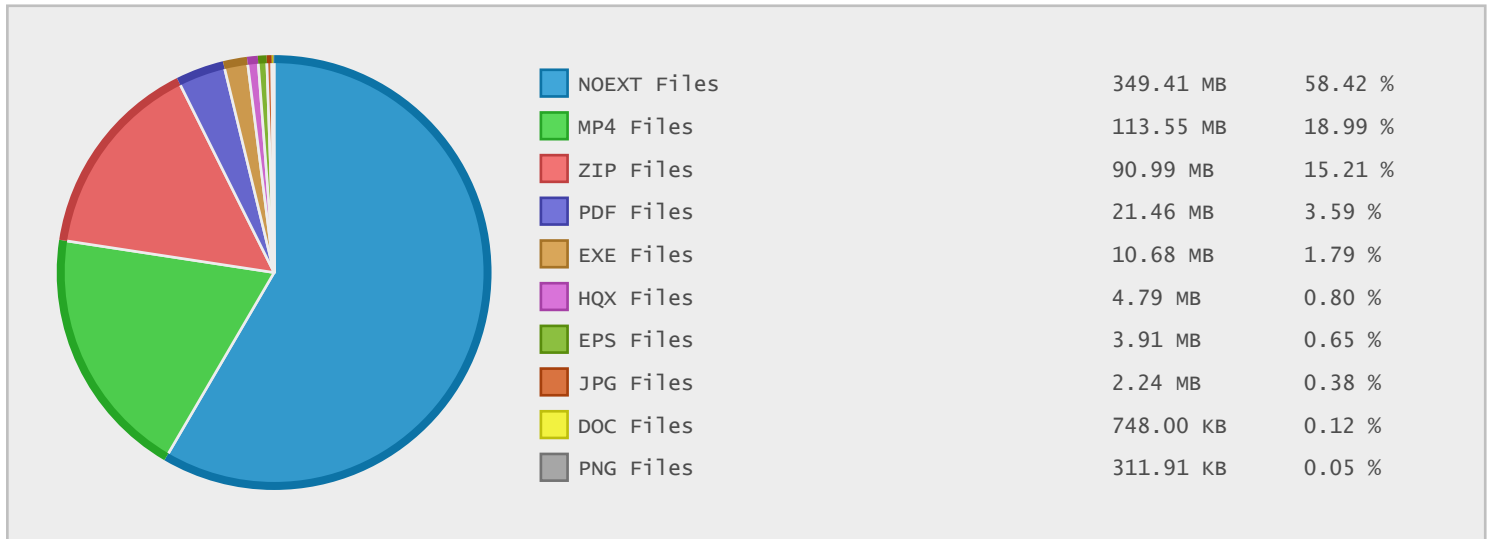 NOEXT Files 349.41 MB 58.42 %
MP4 Files 113.55 MB 18.99 %
ZIP Files 90.99 MB 15.21 %
PDF Files 21.46 MB 3.59 %
EXE Files 10.68 MB 1.79 %
HQX Files 4.79 MB 0.80 %
EPS Files 3.91 MB 0.65 %
JPG Files 2.24 MB 0.38 %
DOC Files 748.00 KB 0.12 %
PNG Files 311.91 KB 0.05 %